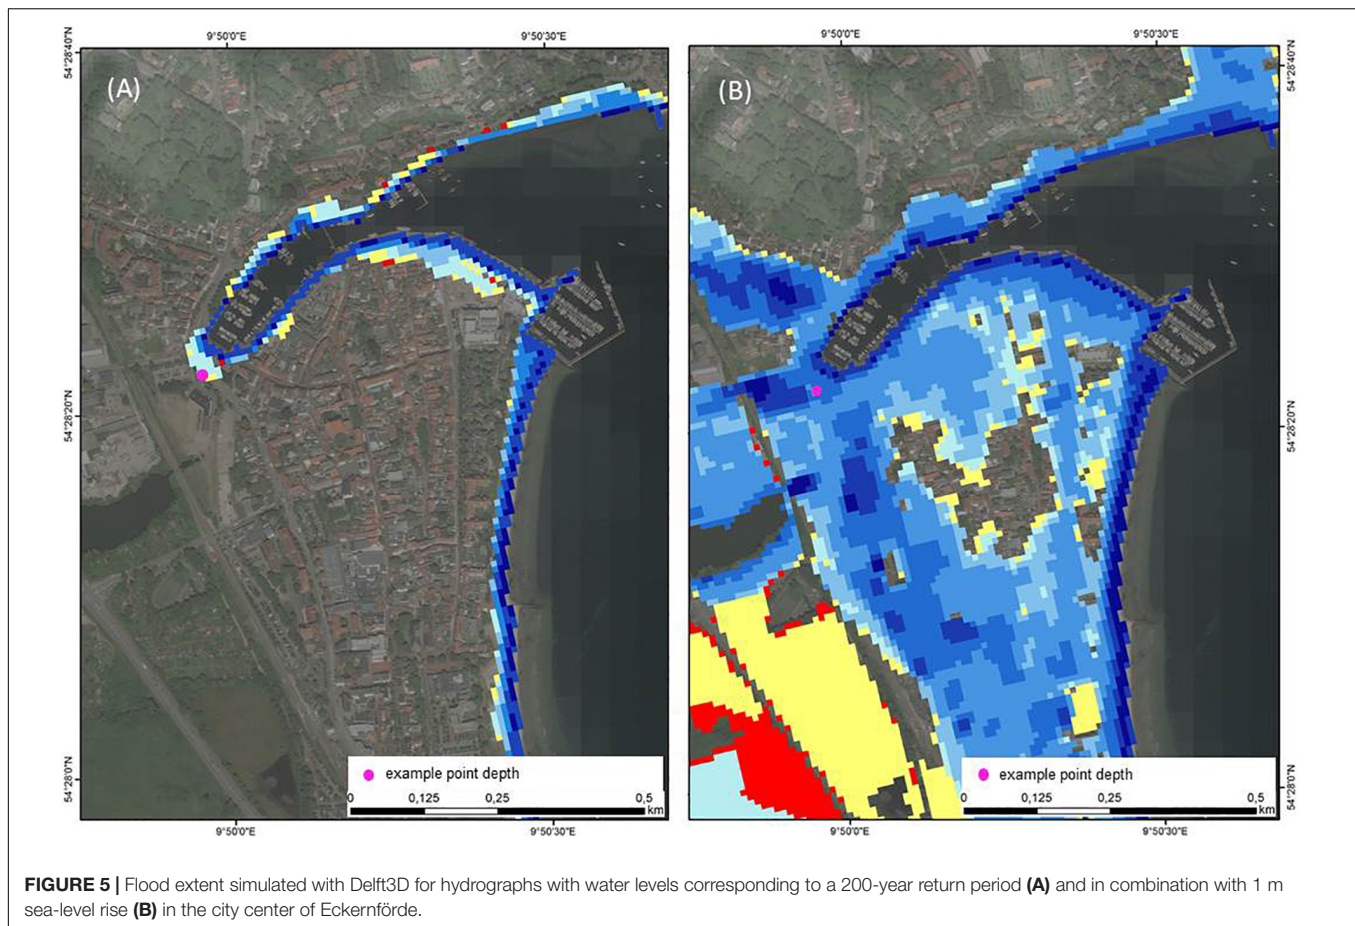 9°50'0"E
9°50'30"E
9°50'0"E
9°50'30"E
54°28'40"N
54°28'20"N
54°28'0"N
(A)
(B)
54°28'40"N
54°28'20"N
54°28'0"N
example point depth
0 0,125 0,25 0,5
km
example point depth
0 0,125 0,25 0,5
km
9°50'0"E
9°50'30"E
9°50'0"E
9°50'30"E
FIGURE 5 | Flood extent simulated with Delft3D for hydrographs with water levels corresponding to a 200-year return period (A) and in combination with 1 m
sea-level rise (B) in the city center of Eckernförde.